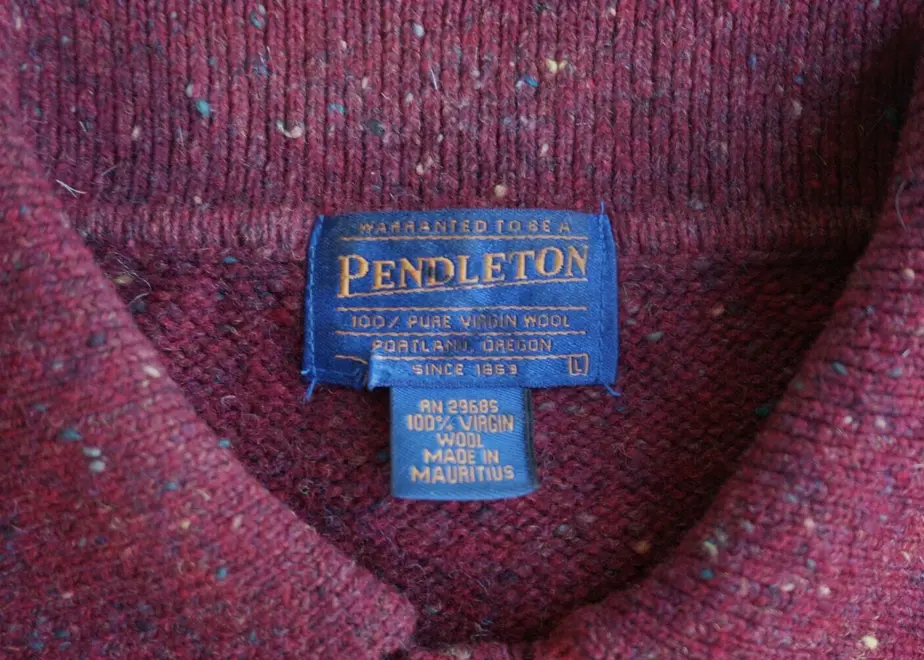 WARRANTED TO BE A
PENDLETON
100% PURE VIRGIN WOOL
PORTLAND, OREGON
SINCE 1863 L
RN 29685
100% VIRGIN
WOOL
MADE IN
MAURITIUS